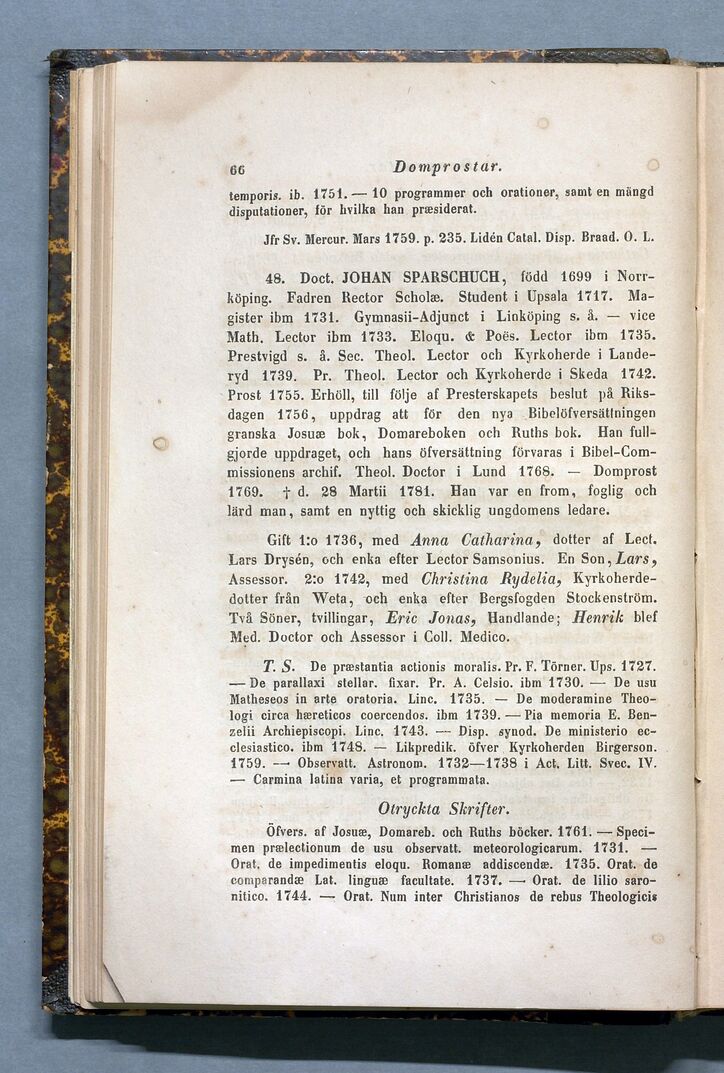 66 Domprostar.
temporis. ib. 1751. — 10 programmer och orationer, samt en mängd
disputationer, för hvilka han præsiderat.
Jfr Sv. Mercur. Mars 1759. p. 235. Lidén Catal. Disp. Braad. O. L.
48. Doct. JOHAN SPARSCHUCH, född 1699 i Norr-
köping. Fadren Rector Scholæ. Student i Upsala 1717. Ma-
gister ibm 1731. Gymnasii-Adjunct i Linköping s. å. — vice
Math. Lector ibm 1733. Eloqu. & Poës. Lector ibm 1735.
Prestvigd s. å. Sec. Theol. Lector och Kyrkoherde i Lande-
ryd 1739. Pr. Theol. Lector och Kyrkoherde i Skeda 1742.
Prost 1755. Erhöll, till följe af Presterskapets beslut på Riks-
dagen 1756, uppdrag att för den nya Bibelöfversättningen
granska Josuæ bok, Domareboken och Ruths bok. Han full-
gjorde uppdraget, och hans öfversättning förvaras i Bibel-Com-
missionens archif. Theol. Doctor i Lund 1768. — Domprost
1769. † d. 28 Martii 1781. Han var en from, foglig och
lärd man, samt en nyttig och skicklig ungdomens ledare.
Gift 1:o 1736, med Anna Catharina, dotter af Lect.
Lars Drysén, och enka efter Lector Samsonius. En Son, Lars,
Assessor. 2:o 1742, med Christina Rydelia, Kyrkoherde-
dotter från Weta, och enka efter Bergsfogden Stockenström.
Två Söner, tvillingar, Eric Jonas, Handlande; Henrik blef
Med. Doctor och Assessor i Coll. Medico.
T. S. De præstantia actionis moralis. Pr. F. Törner. Ups. 1727.
— De parallaxi stellar. fixar. Pr. A. Celsio. ibm 1730. — De usu
Matheseos in arte oratoria. Linc. 1735. — De moderamine Theo-
logi circa hæreticos coercendos. ibm 1739. — Pia memoria E. Ben-
zelii Archiepiscopi. Linc. 1743. — Disp. synod. De ministerio ec-
clesiastico. ibm 1748. — Likpredik. öfver Kyrkoherden Birgerson.
1759. — Observatt. Astronom. 1732—1738 i Act. Litt. Svec. IV.
— Carmina latina varia, et programmata.
Otryckta Skrifter.
Öfvers. af Josuæ, Domareb. och Ruths böcker. 1761. — Speci-
men prælectionum de usu observatt. meteorologicarum. 1731. —
Orat. de impedimentis eloqu. Romanæ addiscendæ. 1735. Orat. de
comparandæ Lat. linguæ facultate. 1737. — Orat. de lilio saro-
nitico. 1744. — Orat. Num inter Christianos de rebus Theologicis